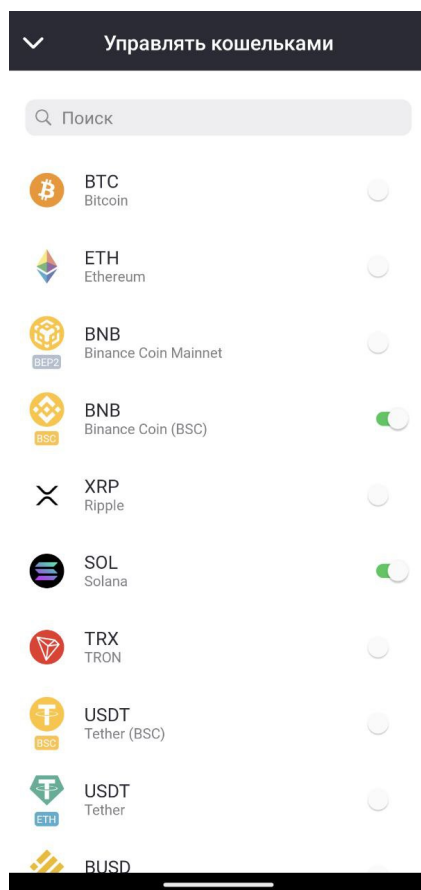 Управлять кошельками
Поиск
BTC
Bitcoin
ETH
Ethereum
BNB
BEP2
Binance Coin Mainnet
BNB
BSC
Binance Coin (BSC)
XRP
Ripple
SOL
Solana
TRX
TRON
USDT
BSC
Tether (BSC)
USDT
ETH
Tether
BUSD